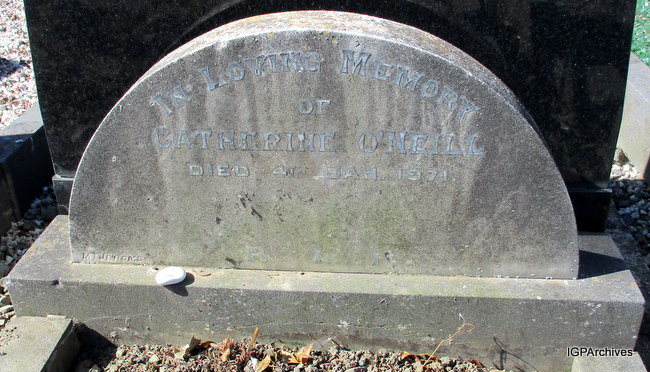 IN LOVING MEMORY
OF
CATHERINE O'NEILL
DIED 4TH JAN. 1971
R I P
IGPArchives